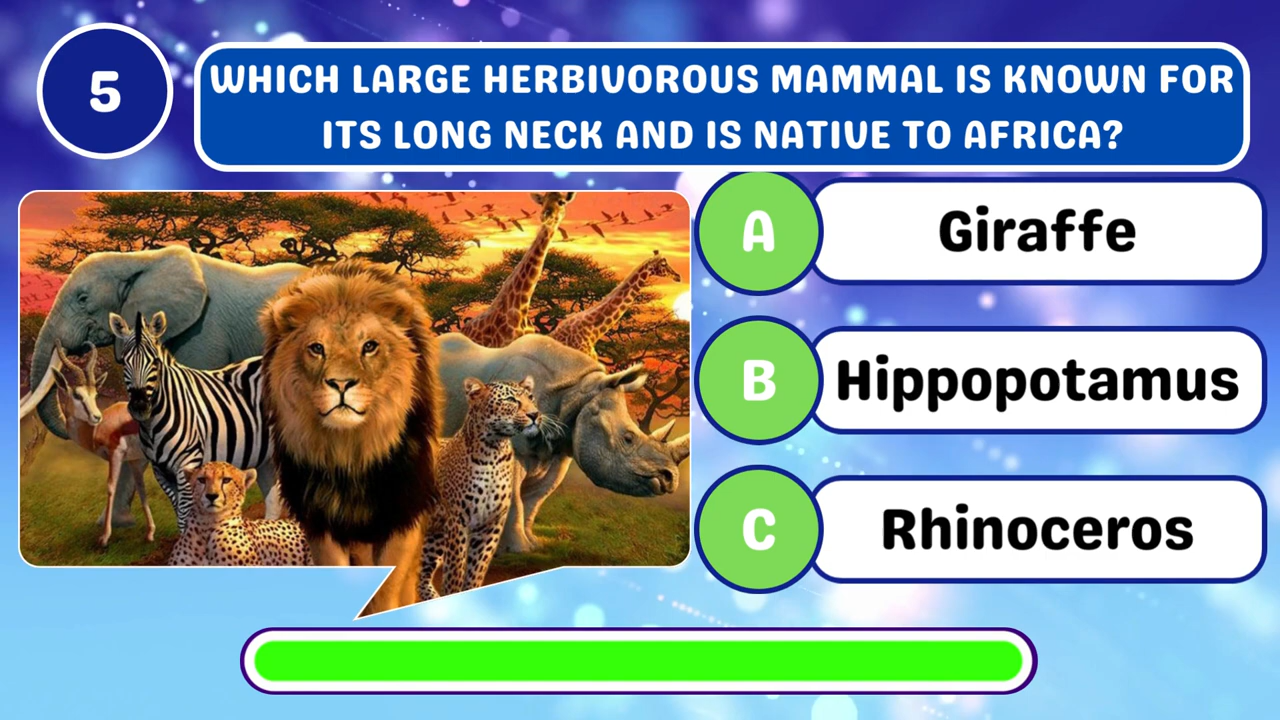 5
WHICH LARGE HERBIVOROUS MAMMAL IS KNOWN FOR
ITS LONG NECK AND IS NATIVE TO AFRICA?
A
Giraffe
B
Hippopotamus
C
Rhinoceros